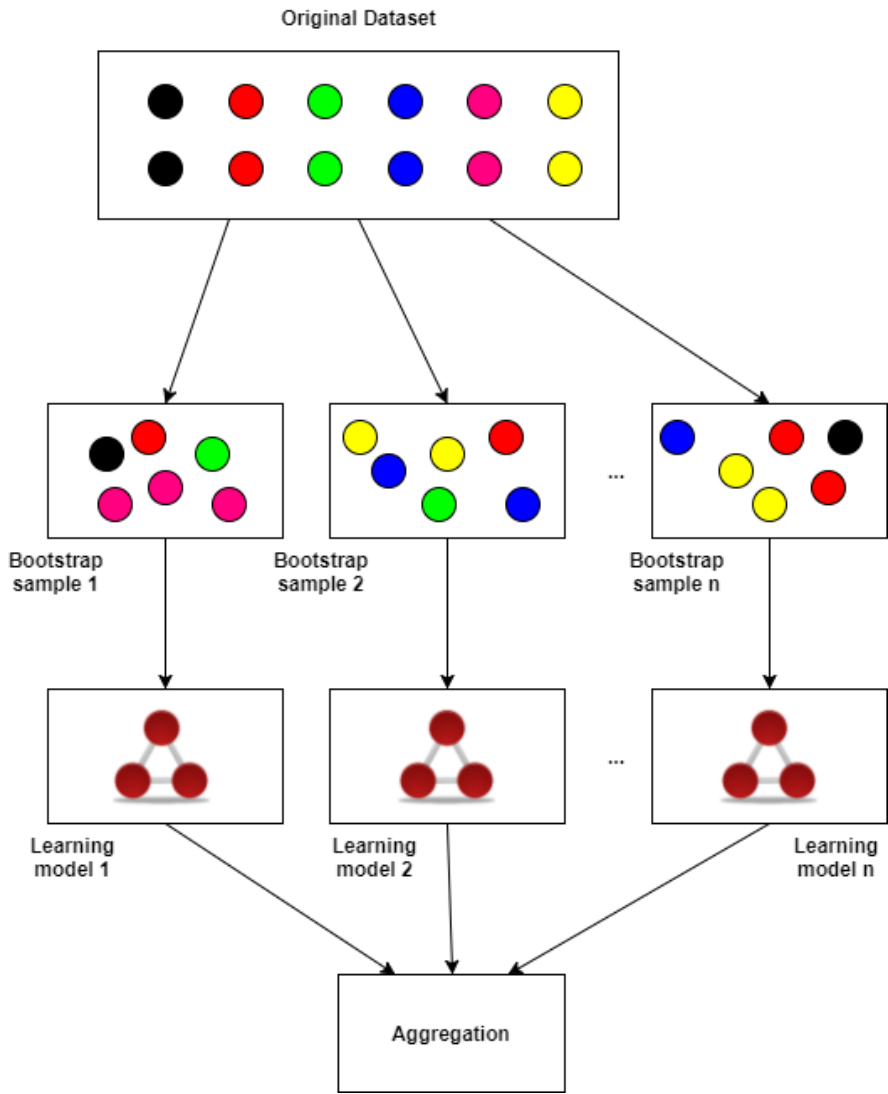 Original Dataset
Bootstrap
sample 1
Bootstrap
sample 2
...
Bootstrap
sample n
Learning
model 1
Learning
model 2
...
Learning
model n
Aggregation